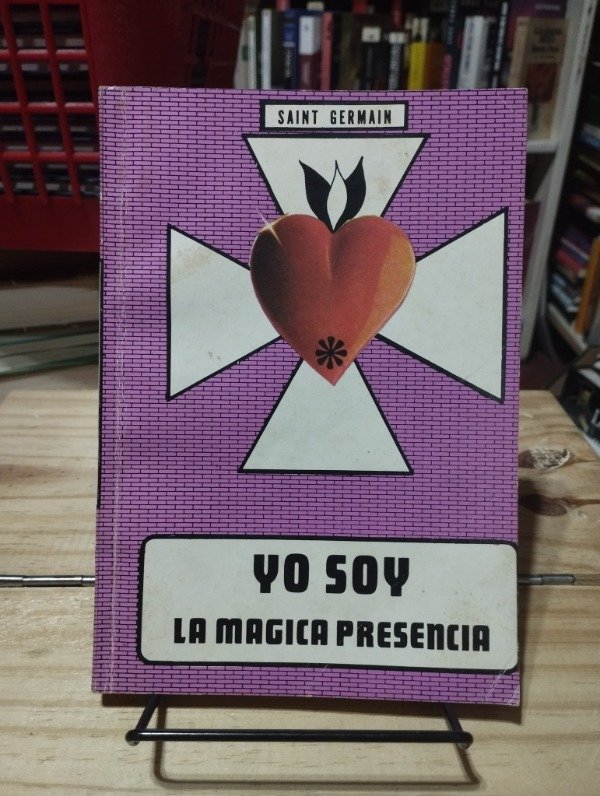 SAINT GERMAIN
YO SOY
LA MAGICA PRESENCIA